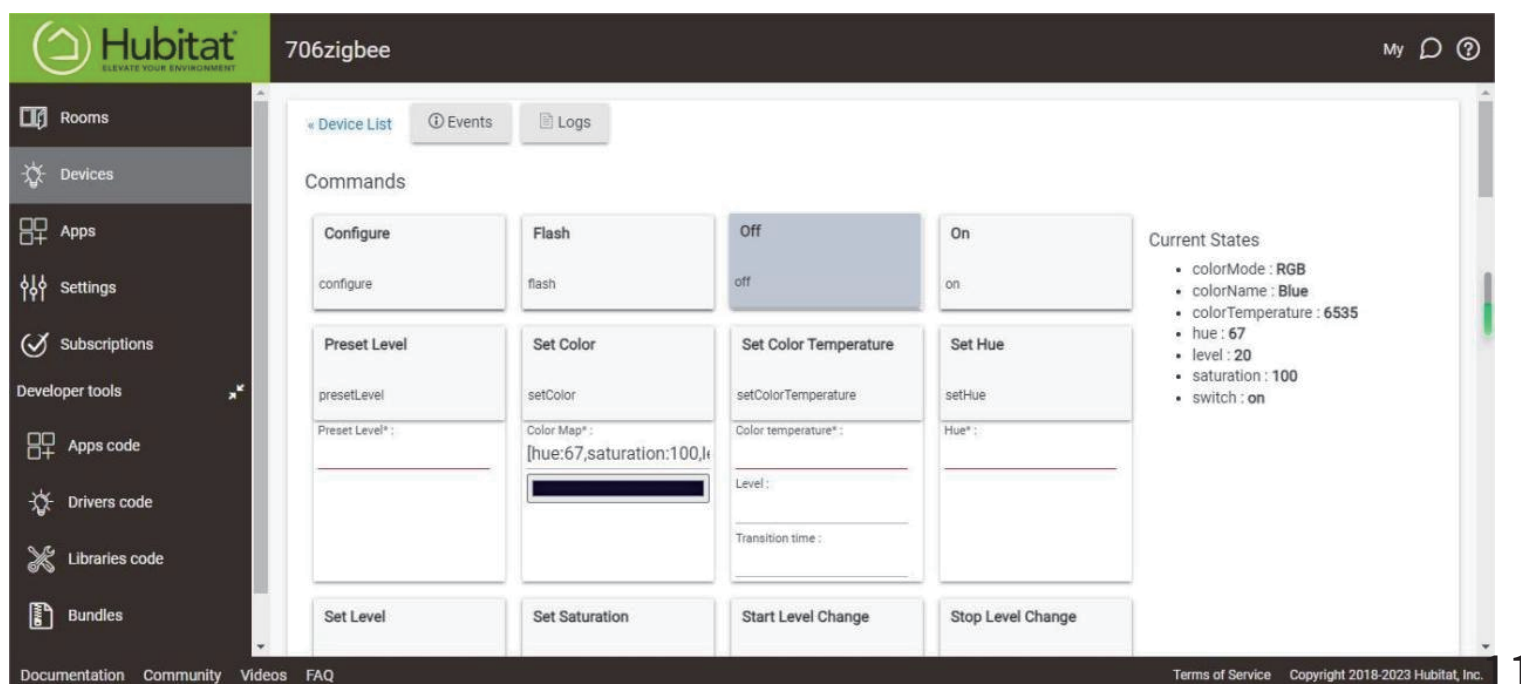 Hubitat
ELEVATE YOUR ENVIRONMENT
706zigbee
My
Rooms
Devices
Apps
Settings
Subscriptions
Developer tools
Apps code
Drivers code
Libraries code
Bundles
« Device List
Events
Logs
Commands
Configure
configure
Flash
flash
Off
off
On
on
Preset Level
presetLevel
Preset Level* :
Set Color
setColor
Color Map* :
[hue:67,saturation:100,le
Set Color Temperature
setColorTemperature
Color temperature* :
Level :
Transition time :
Set Hue
setHue
Hue* :
Set Level
Set Saturation
Start Level Change
Stop Level Change
Current States
• colorMode : RGB
• colorName : Blue
• colorTemperature : 6535
• hue : 67
• level : 20
• saturation : 100
• switch : on
Documentation Community Videos FAQ
Terms of Service Copyright 2018-2023 Hubitat, Inc.